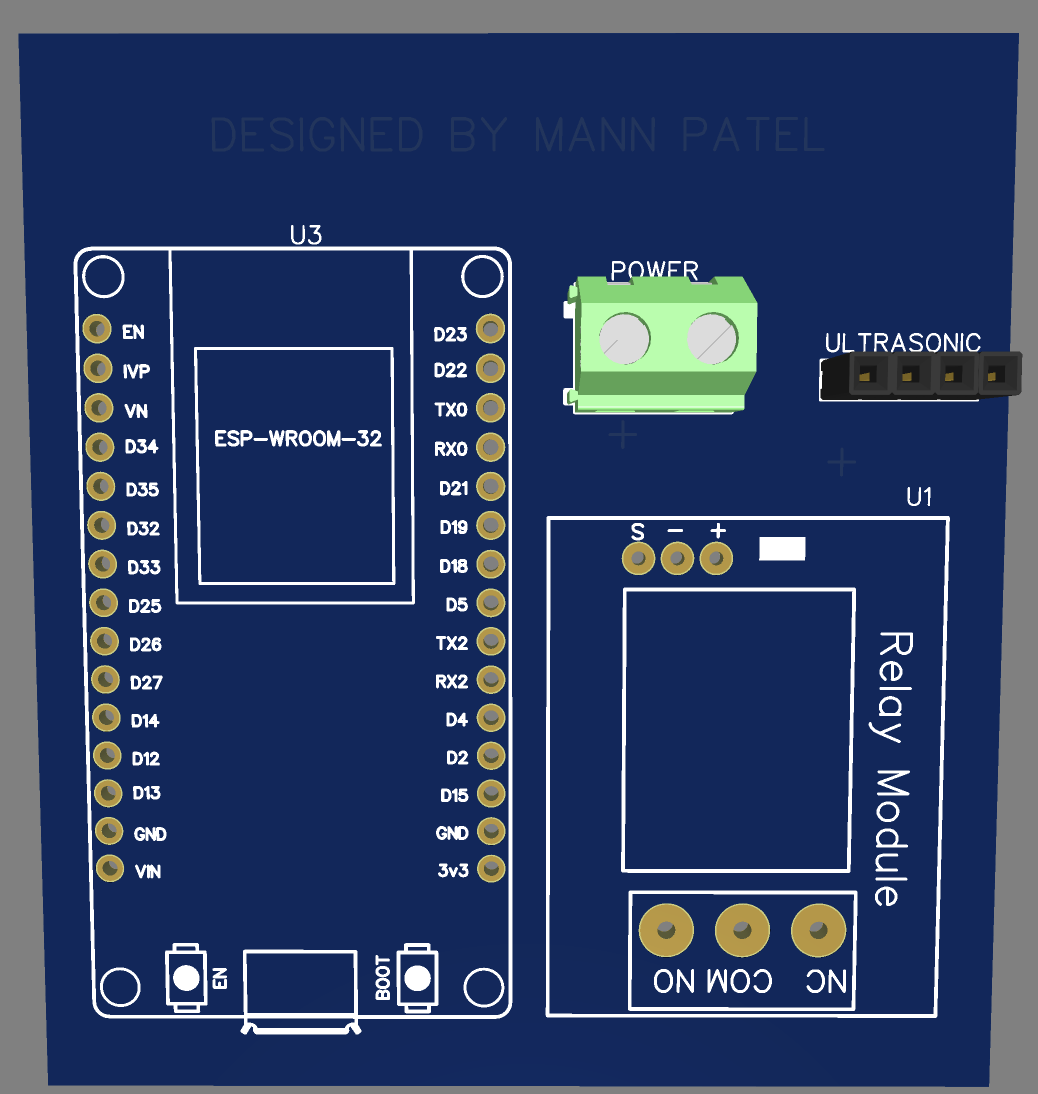 DESIGNED BY MANN PATEL
U3
POWER
ULTRASONIC
EN
IVP
VN
D34
D35
D32
D33
D25
D26
D27
D14
D12
D13
GND
VIN
ESP-WROOM-32
D23
D22
TX0
RX0
D21
D19
D18
D5
TX2
RX2
D4
D2
D15
GND
3v3
EN
BOOT
U1
S - +
Relay Module
NC COM NO